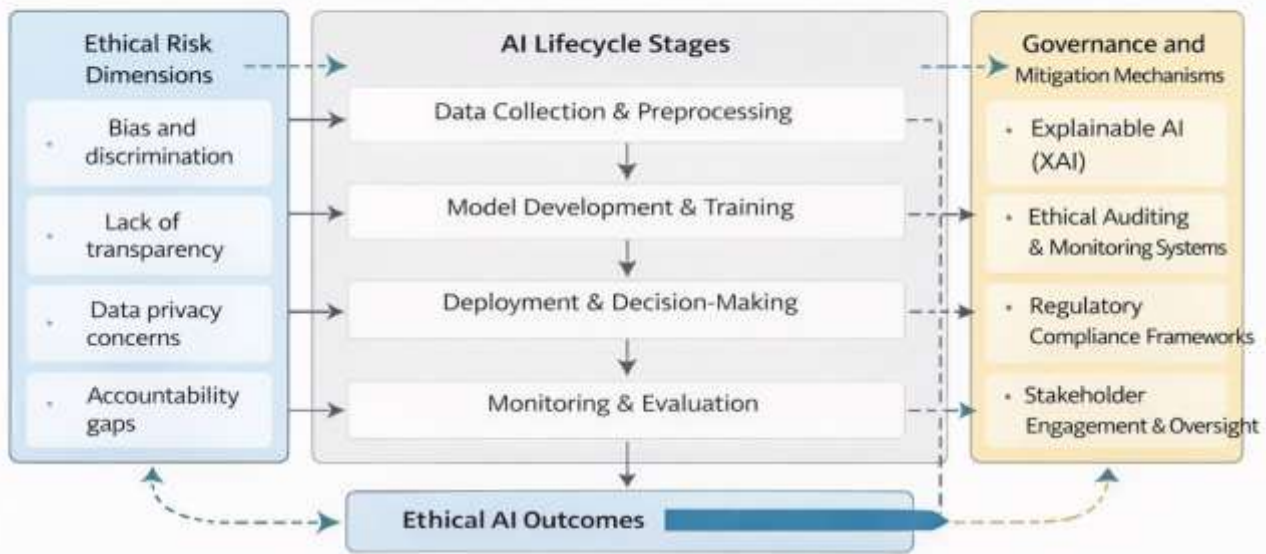 Ethical Risk
Dimensions
• Bias and
discrimination
• Lack of
transparency
• Data privacy
concerns
• Accountability
gaps
AI Lifecycle Stages
Data Collection & Preprocessing
Model Development & Training
Deployment & Decision-Making
Monitoring & Evaluation
Governance and
Mitigation Mechanisms
• Explainable AI
(XAI)
• Ethical Auditing
& Monitoring Systems
• Regulatory
Compliance Frameworks
• Stakeholder
Engagement & Oversight
Ethical AI Outcomes